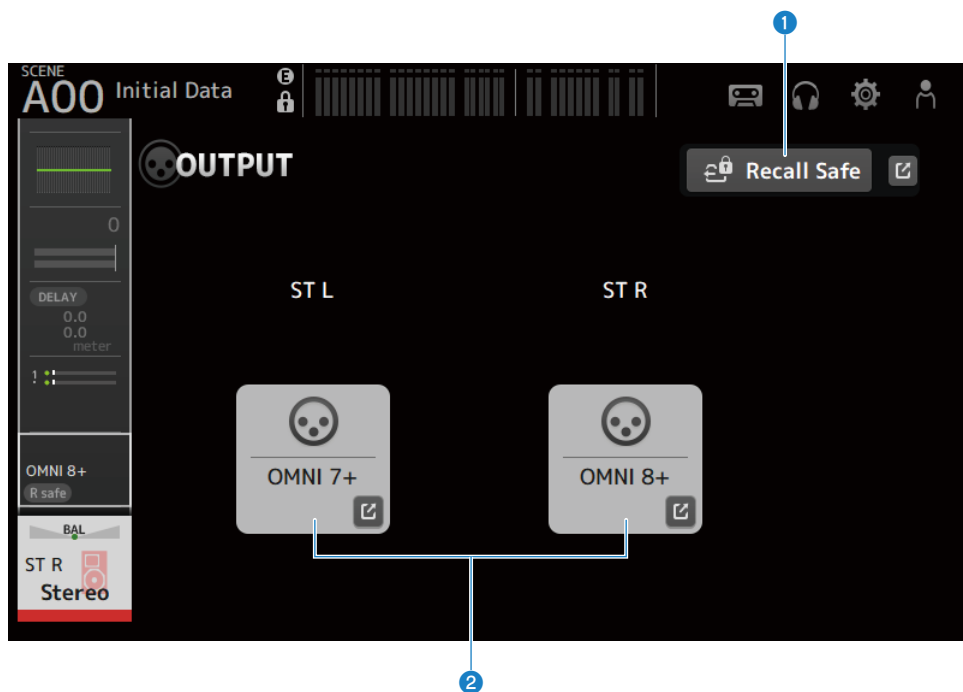 1
SCENE
A00 Initial Data
E
OUTPUT
Recall Safe
0
ST L
ST R
DELAY
0.0
0.0
meter
!
OMNI 7+
OMNI 8+
OMNI 8+
R safe
BAL
ST R
Stereo
2